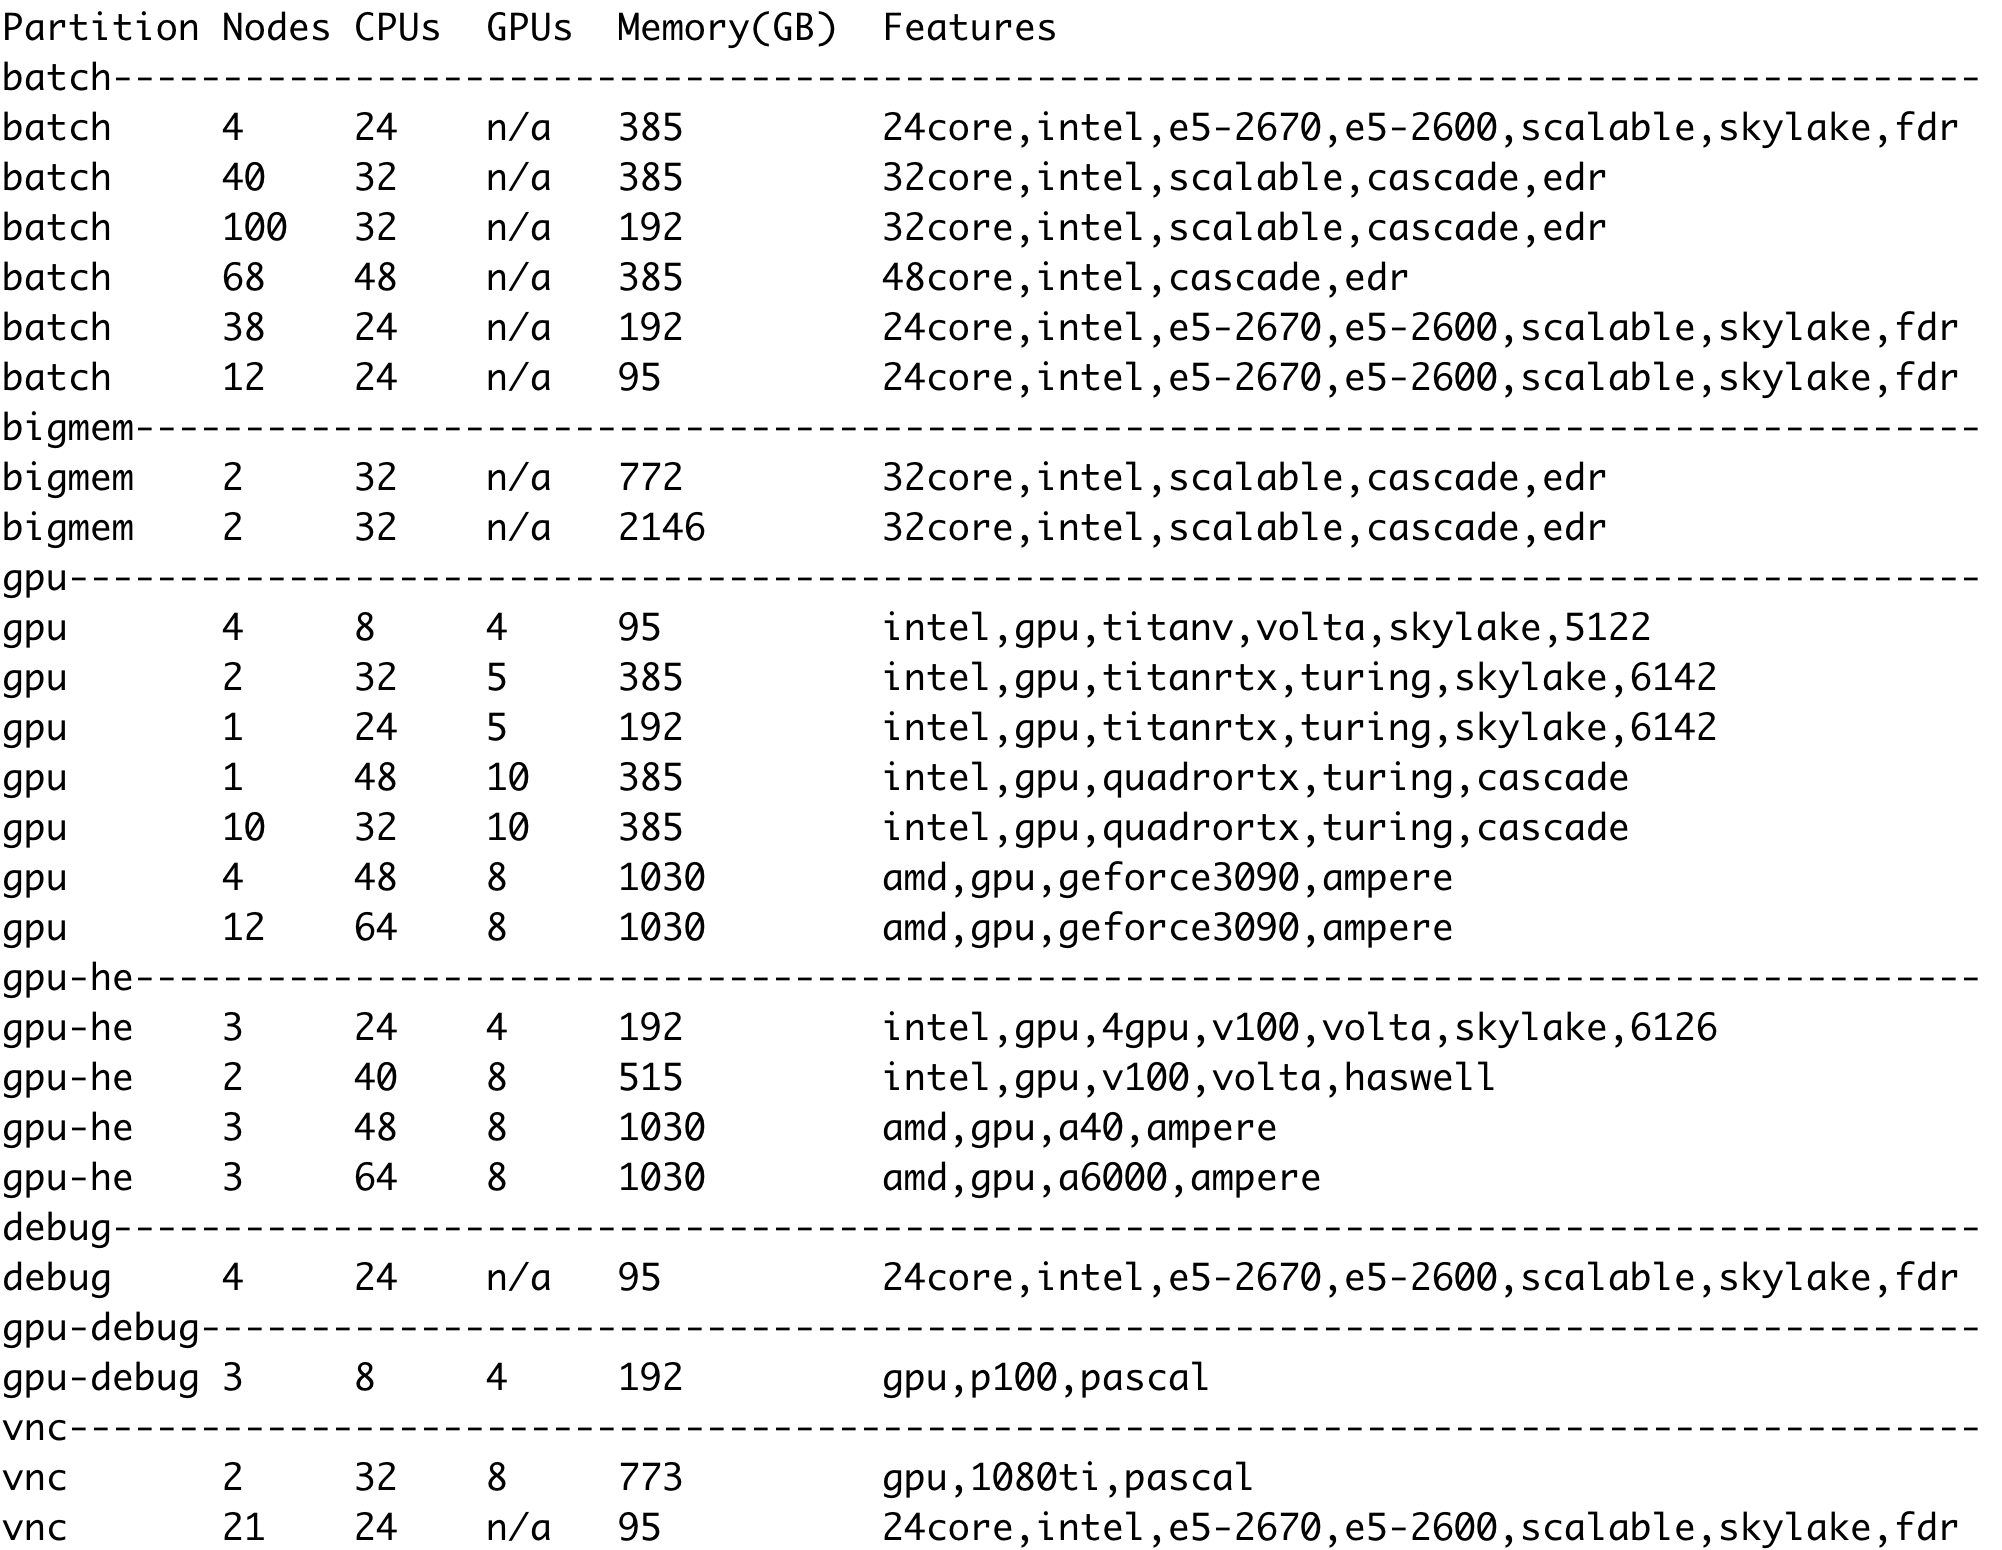 Partition Nodes CPUs  GPUs  Memory(GB)  Features
batch-------------------------------------------------------------------------------------
batch     4     24    n/a   385         24core,intel,e5-2670,e5-2600,scalable,skylake,fdr
batch     40    32    n/a   385         32core,intel,scalable,cascade,edr
batch     100   32    n/a   192         32core,intel,scalable,cascade,edr
batch     68    48    n/a   385         48core,intel,cascade,edr
batch     38    24    n/a   192         24core,intel,e5-2670,e5-2600,scalable,skylake,fdr
batch     12    24    n/a   95          24core,intel,e5-2670,e5-2600,scalable,skylake,fdr
bigmem------------------------------------------------------------------------------------
bigmem    2     32    n/a   772         32core,intel,scalable,cascade,edr
bigmem    2     32    n/a   2146        32core,intel,scalable,cascade,edr
gpu---------------------------------------------------------------------------------------
gpu       4     8     4     95          intel,gpu,titanv,volta,skylake,5122
gpu       2     32    5     385         intel,gpu,titanrtx,turing,skylake,6142
gpu       1     24    5     192         intel,gpu,titanrtx,turing,skylake,6142
gpu       1     48    10    385         intel,gpu,quadrortx,turing,cascade
gpu       10    32    10    385         intel,gpu,quadrortx,turing,cascade
gpu       4     48    8     1030        amd,gpu,geforce3090,ampere
gpu       12    64    8     1030        amd,gpu,geforce3090,ampere
gpu-he------------------------------------------------------------------------------------
gpu-he    3     24    4     192         intel,gpu,4gpu,v100,volta,skylake,6126
gpu-he    2     40    8     515         intel,gpu,v100,volta,haswell
gpu-he    3     48    8     1030        amd,gpu,a40,ampere
gpu-he    3     64    8     1030        amd,gpu,a6000,ampere
debug-------------------------------------------------------------------------------------
debug     4     24    n/a   95          24core,intel,e5-2670,e5-2600,scalable,skylake,fdr
gpu-debug---------------------------------------------------------------------------------
gpu-debug 3     8     4     192         gpu,p100,pascal
vnc---------------------------------------------------------------------------------------
vnc       2     32    8     773         gpu,1080ti,pascal
vnc       21    24    n/a   95          24core,intel,e5-2670,e5-2600,scalable,skylake,fdr